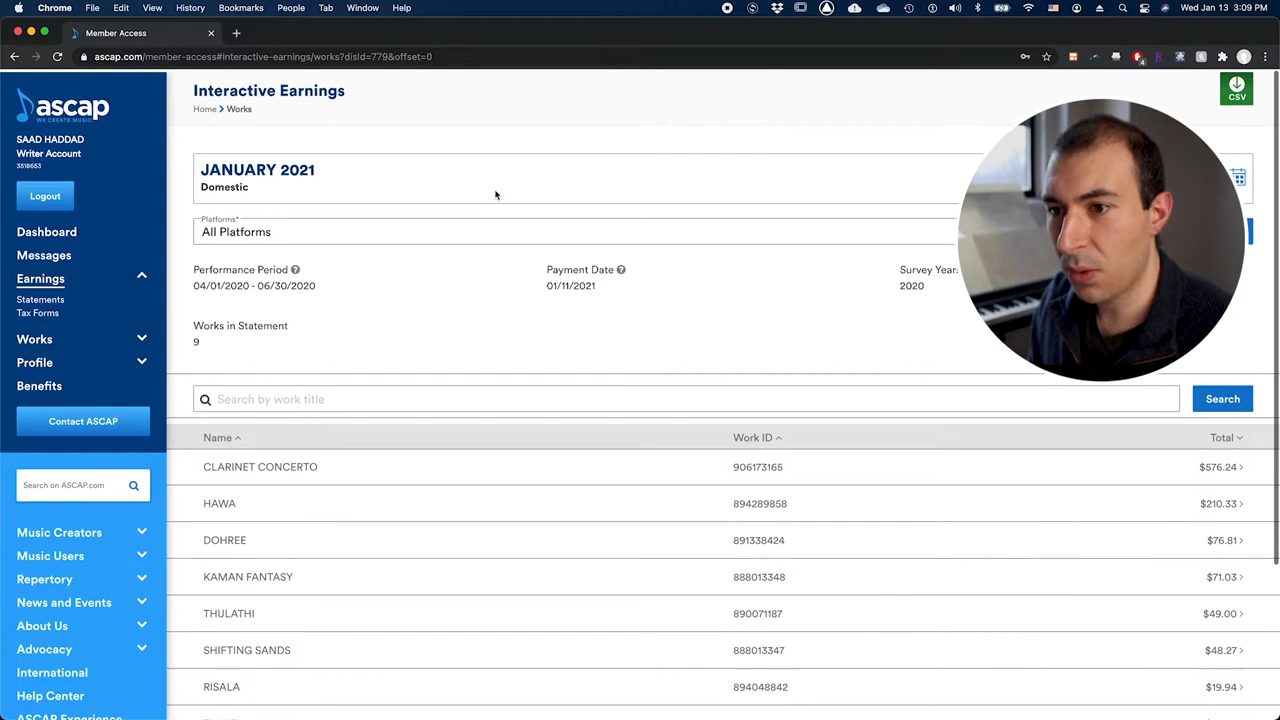 Chrome File Edit View History Bookmarks People Tab Window Help Wed Jan 13 3:09 PM
Member Access
ascap.com/member-access#interactive-earnings/works?disId=779&offset=0
ascap
WE CREATE MUSIC
SAAD HADDAD
Writer Account
3518653
Logout
Dashboard
Messages
Earnings
Statements
Tax Forms
Works
Profile
Benefits
Contact ASCAP
Search on ASCAP.com
Music Creators
Music Users
Repertory
News and Events
About Us
Advocacy
International
Help Center
ASCAP Experience
Interactive Earnings
Home > Works
CSV
JANUARY 2021
Domestic
Platforms*
All Platforms
Performance Period ? Payment Date ? Survey Year
04/01/2020 - 06/30/2020 01/11/2021 2020
Works in Statement
9
Search by work title Search
Name Work ID Total
CLARINET CONCERTO 906173165 $576.24 >
HAWA 894289858 $210.33 >
DOHREE 891338424 $76.81 >
KAMAN FANTASY 888013348 $71.03 >
THULATHI 890071187 $49.00 >
SHIFTING SANDS 888013347 $48.27 >
RISALA 894048842 $19.94 >